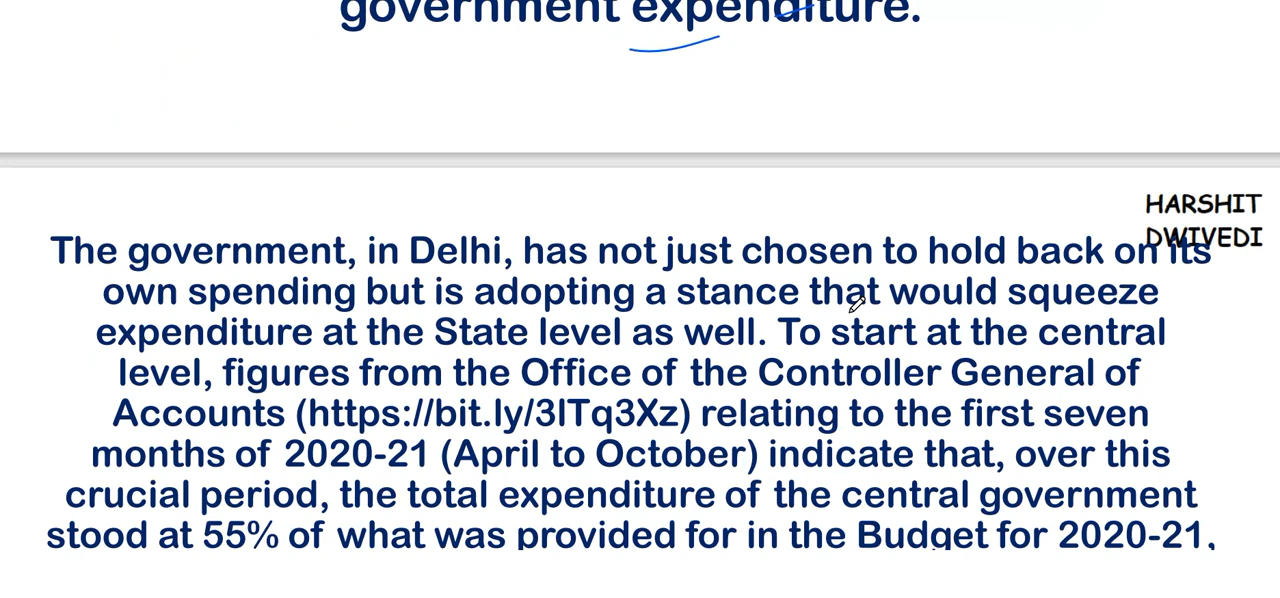 government expenditure.
HARSHIT
DWIVEDI
The government, in Delhi, has not just chosen to hold back on its
own spending but is adopting a stance that would squeeze
expenditure at the State level as well. To start at the central
level, figures from the Office of the Controller General of
Accounts (https://bit.ly/3lTq3Xz) relating to the first seven
months of 2020-21 (April to October) indicate that, over this
crucial period, the total expenditure of the central government
stood at 55% of what was provided for in the Budget for 2020-21,